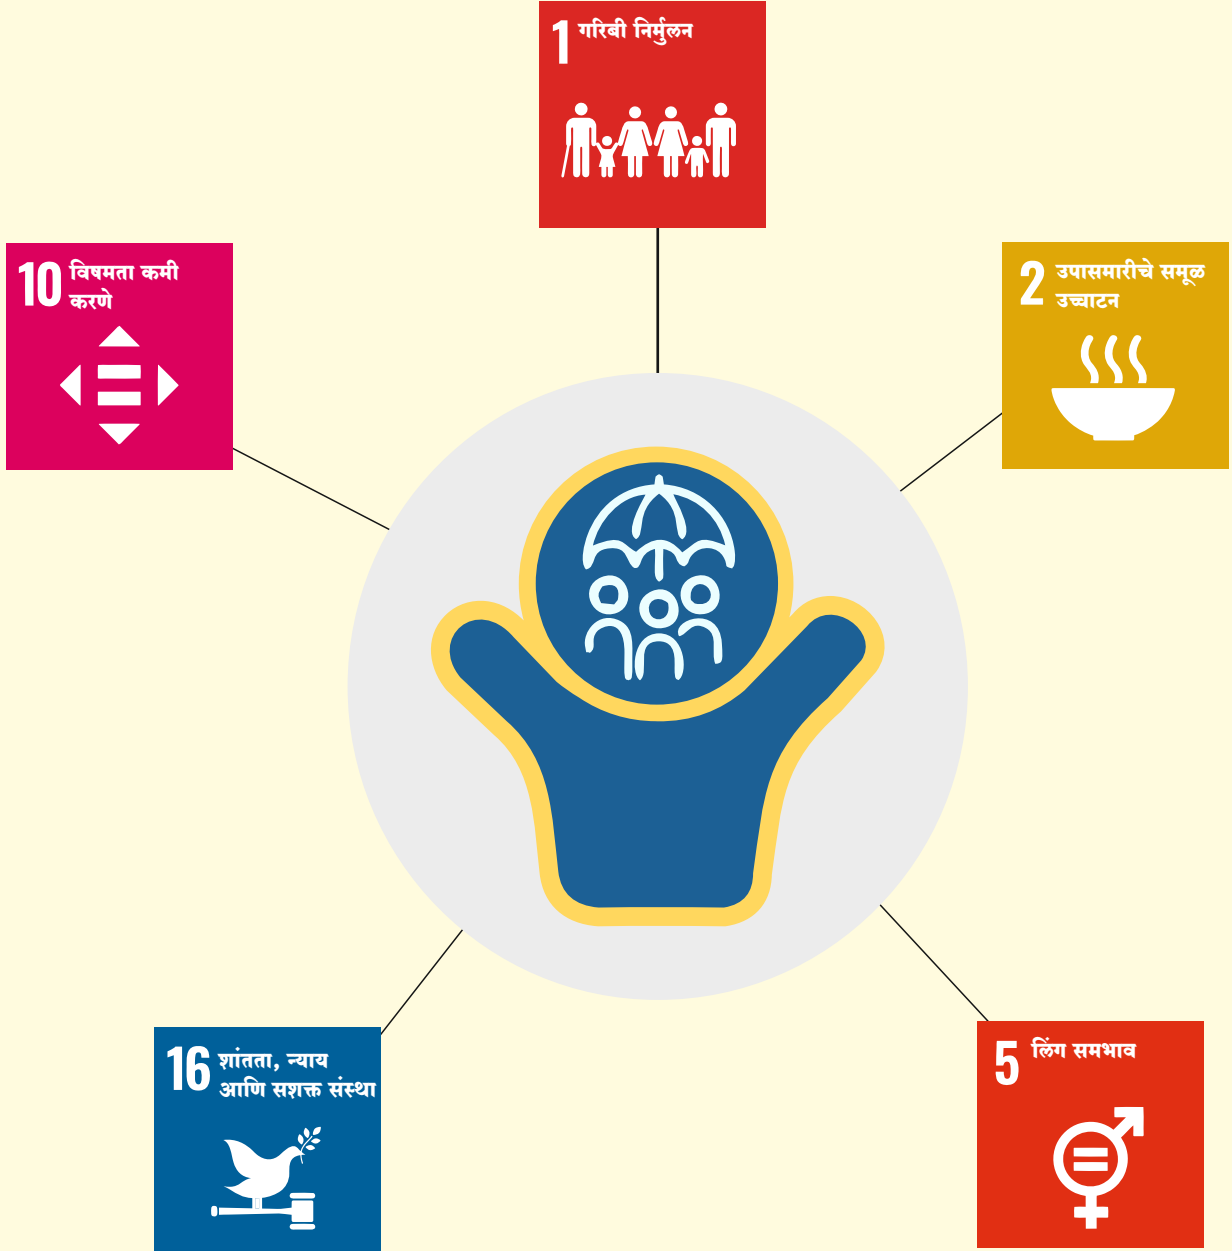 1 गरिबी निर्मुलन
10 विषमता कमी
करणे
2 उपासमारीचे समूळ
उच्चाटन
16 शांतता, न्याय
आणि सशक्त संस्था
5 लिंग समभाव